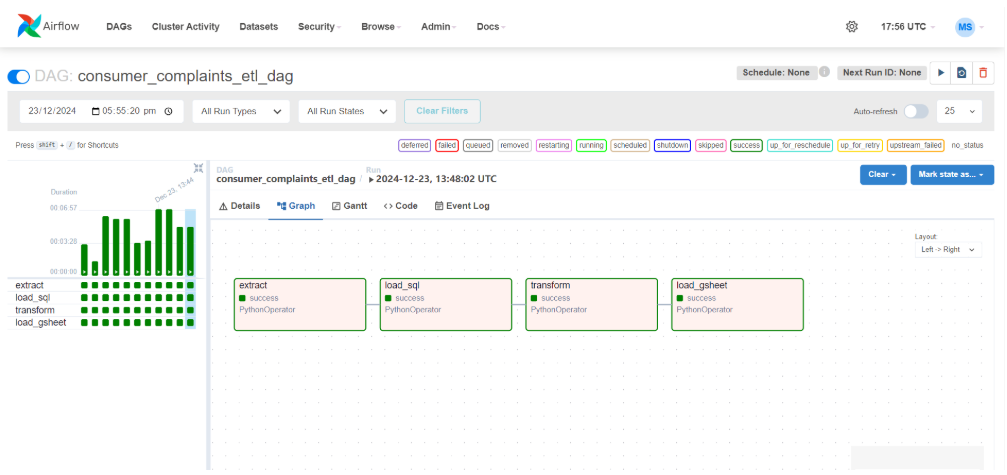 Airflow
DAGs Cluster Activity Datasets Security Browse Admin Docs
17:56 UTC MS
DAG: consumer_complaints_etl_dag
Schedule: None Next Run ID: None
23/12/2024 05:55:20 pm All Run Types All Run States Clear Filters Auto-refresh 25
Press shift + / for Shortcuts
deferred failed queued removed restarting running scheduled shutdown skipped success up_for_reschedule up_for_retry upstream_failed no_status
DAG
consumer_complaints_etl_dag / Run
2024-12-23, 13:48:02 UTC
Clear Mark state as...
Details Graph Gantt <> Code Event Log
Dec 23, 13:44
Duration
00:06:57
00:03:28
00:00:00
extract
load_sql
transform
load_gsheet
Layout:
Left -> Right
extract
success
PythonOperator
load_sql
success
PythonOperator
transform
success
PythonOperator
load_gsheet
success
PythonOperator